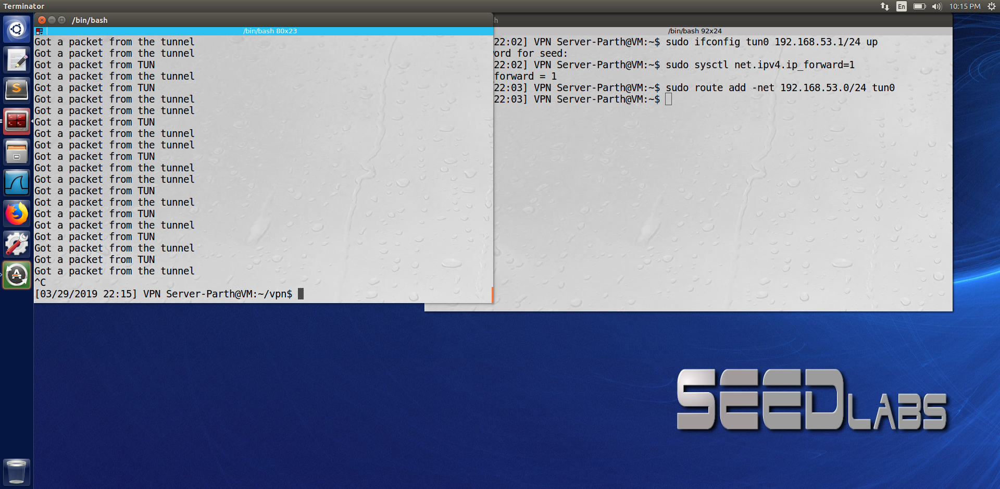 Terminator
En
10:15 PM
/bin/bash
/bin/bash 80x23
Got a packet from the tunnel
Got a packet from the tunnel
Got a packet from TUN
Got a packet from the tunnel
Got a packet from TUN
Got a packet from the tunnel
Got a packet from the tunnel
Got a packet from TUN
Got a packet from the tunnel
Got a packet from the tunnel
Got a packet from TUN
Got a packet from the tunnel
Got a packet from the tunnel
Got a packet from TUN
Got a packet from the tunnel
Got a packet from TUN
Got a packet from the tunnel
Got a packet from TUN
Got a packet from the tunnel
Got a packet from TUN
Got a packet from the tunnel
^C
[03/29/2019 22:15] VPN Server-Parth@VM:~/vpn$
h
/bin/bash 92x24
22:02] VPN Server-Parth@VM:~$ sudo ifconfig tun0 192.168.53.1/24 up
ord for seed:
22:02] VPN Server-Parth@VM:~$ sudo sysctl net.ipv4.ip_forward=1
forward = 1
22:03] VPN Server-Parth@VM:~$ sudo route add -net 192.168.53.0/24 tun0
22:03] VPN Server-Parth@VM:~$
SEEDLABS